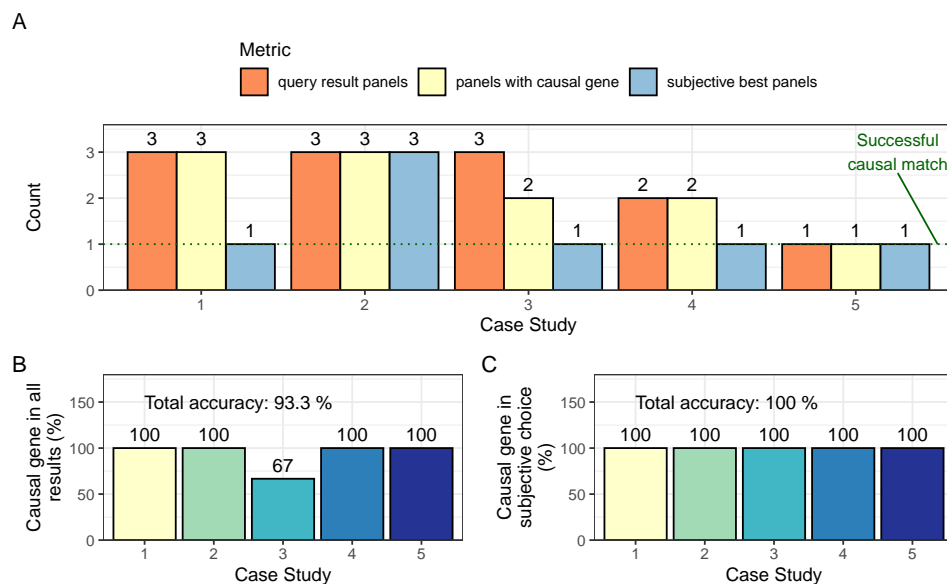 A
Metric
query result panels
panels with causal gene
subjective best panels
3 3 3 3 3 3
Successful
causal match
2 2 2
1 1 1 1 1 1
Count
3
2
1
0
1 2 3 4 5
Case Study
B
Causal gene in all
results (%)
Total accuracy: 93.3 %
150
100
50
0
100 100 67 100 100
1 2 3 4 5
Case Study
C
Causal gene in
subjective choice
(%)
Total accuracy: 100 %
150
100
50
0
100 100 100 100 100
1 2 3 4 5
Case Study